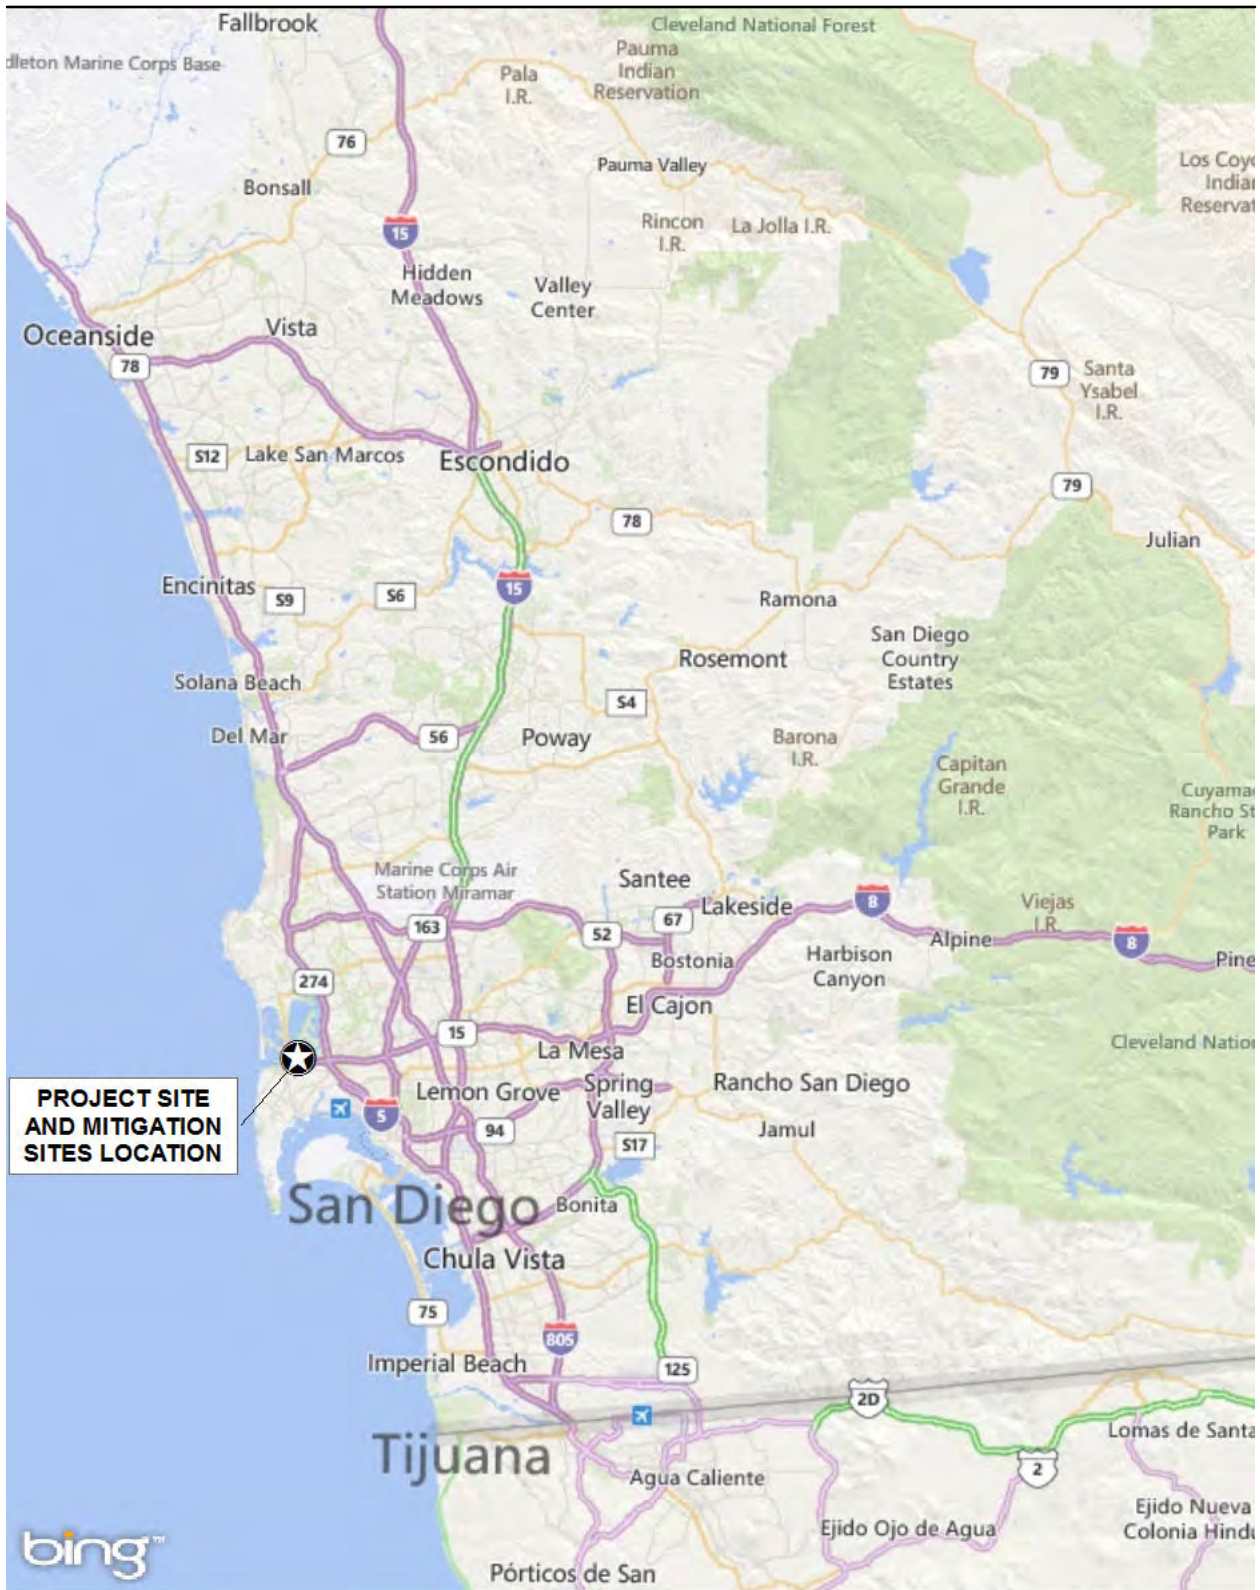 Fallbrook
Cleveland National Forest
dleton Marine Corps Base
Pala
I.R.
Pauma
Indian
Reservation
76
Pauma Valley
Los Coyo
Indian
Reservat
Bonsall
15
Rincon
I.R.
La Jolla I.R.
Hidden
Meadows
Valley
Center
Oceanside
Vista
78
79
Santa
Ysabel
I.R.
S12
Lake San Marcos
Escondido
79
78
Julian
Encinitas
S9
S6
15
Ramona
San Diego
Country
Estates
Rosemont
Solana Beach
S4
Del Mar
56
Poway
Barona
I.R.
Capitan
Grande
I.R.
Cuyamac
Rancho St
Park
Marine Corps Air
Station Miramar
Santee
Lakeside
67
8
Viejas
I.R.
163
52
Alpine
8
Bostonia
Harbison
Canyon
Pine
274
El Cajon
15
La Mesa
Cleveland Nation
PROJECT SITE
AND MITIGATION
SITES LOCATION
5
Lemon Grove
Spring
Valley
Rancho San Diego
94
S17
Jamul
San Diego
Bonita
Chula Vista
75
805
Imperial Beach
125
2D
Tijuana
Lomas de Santa
Agua Caliente
2
Ejido Ojo de Agua
Ejido Nueva
Colonia Hindu
bing™
Pórticos de San